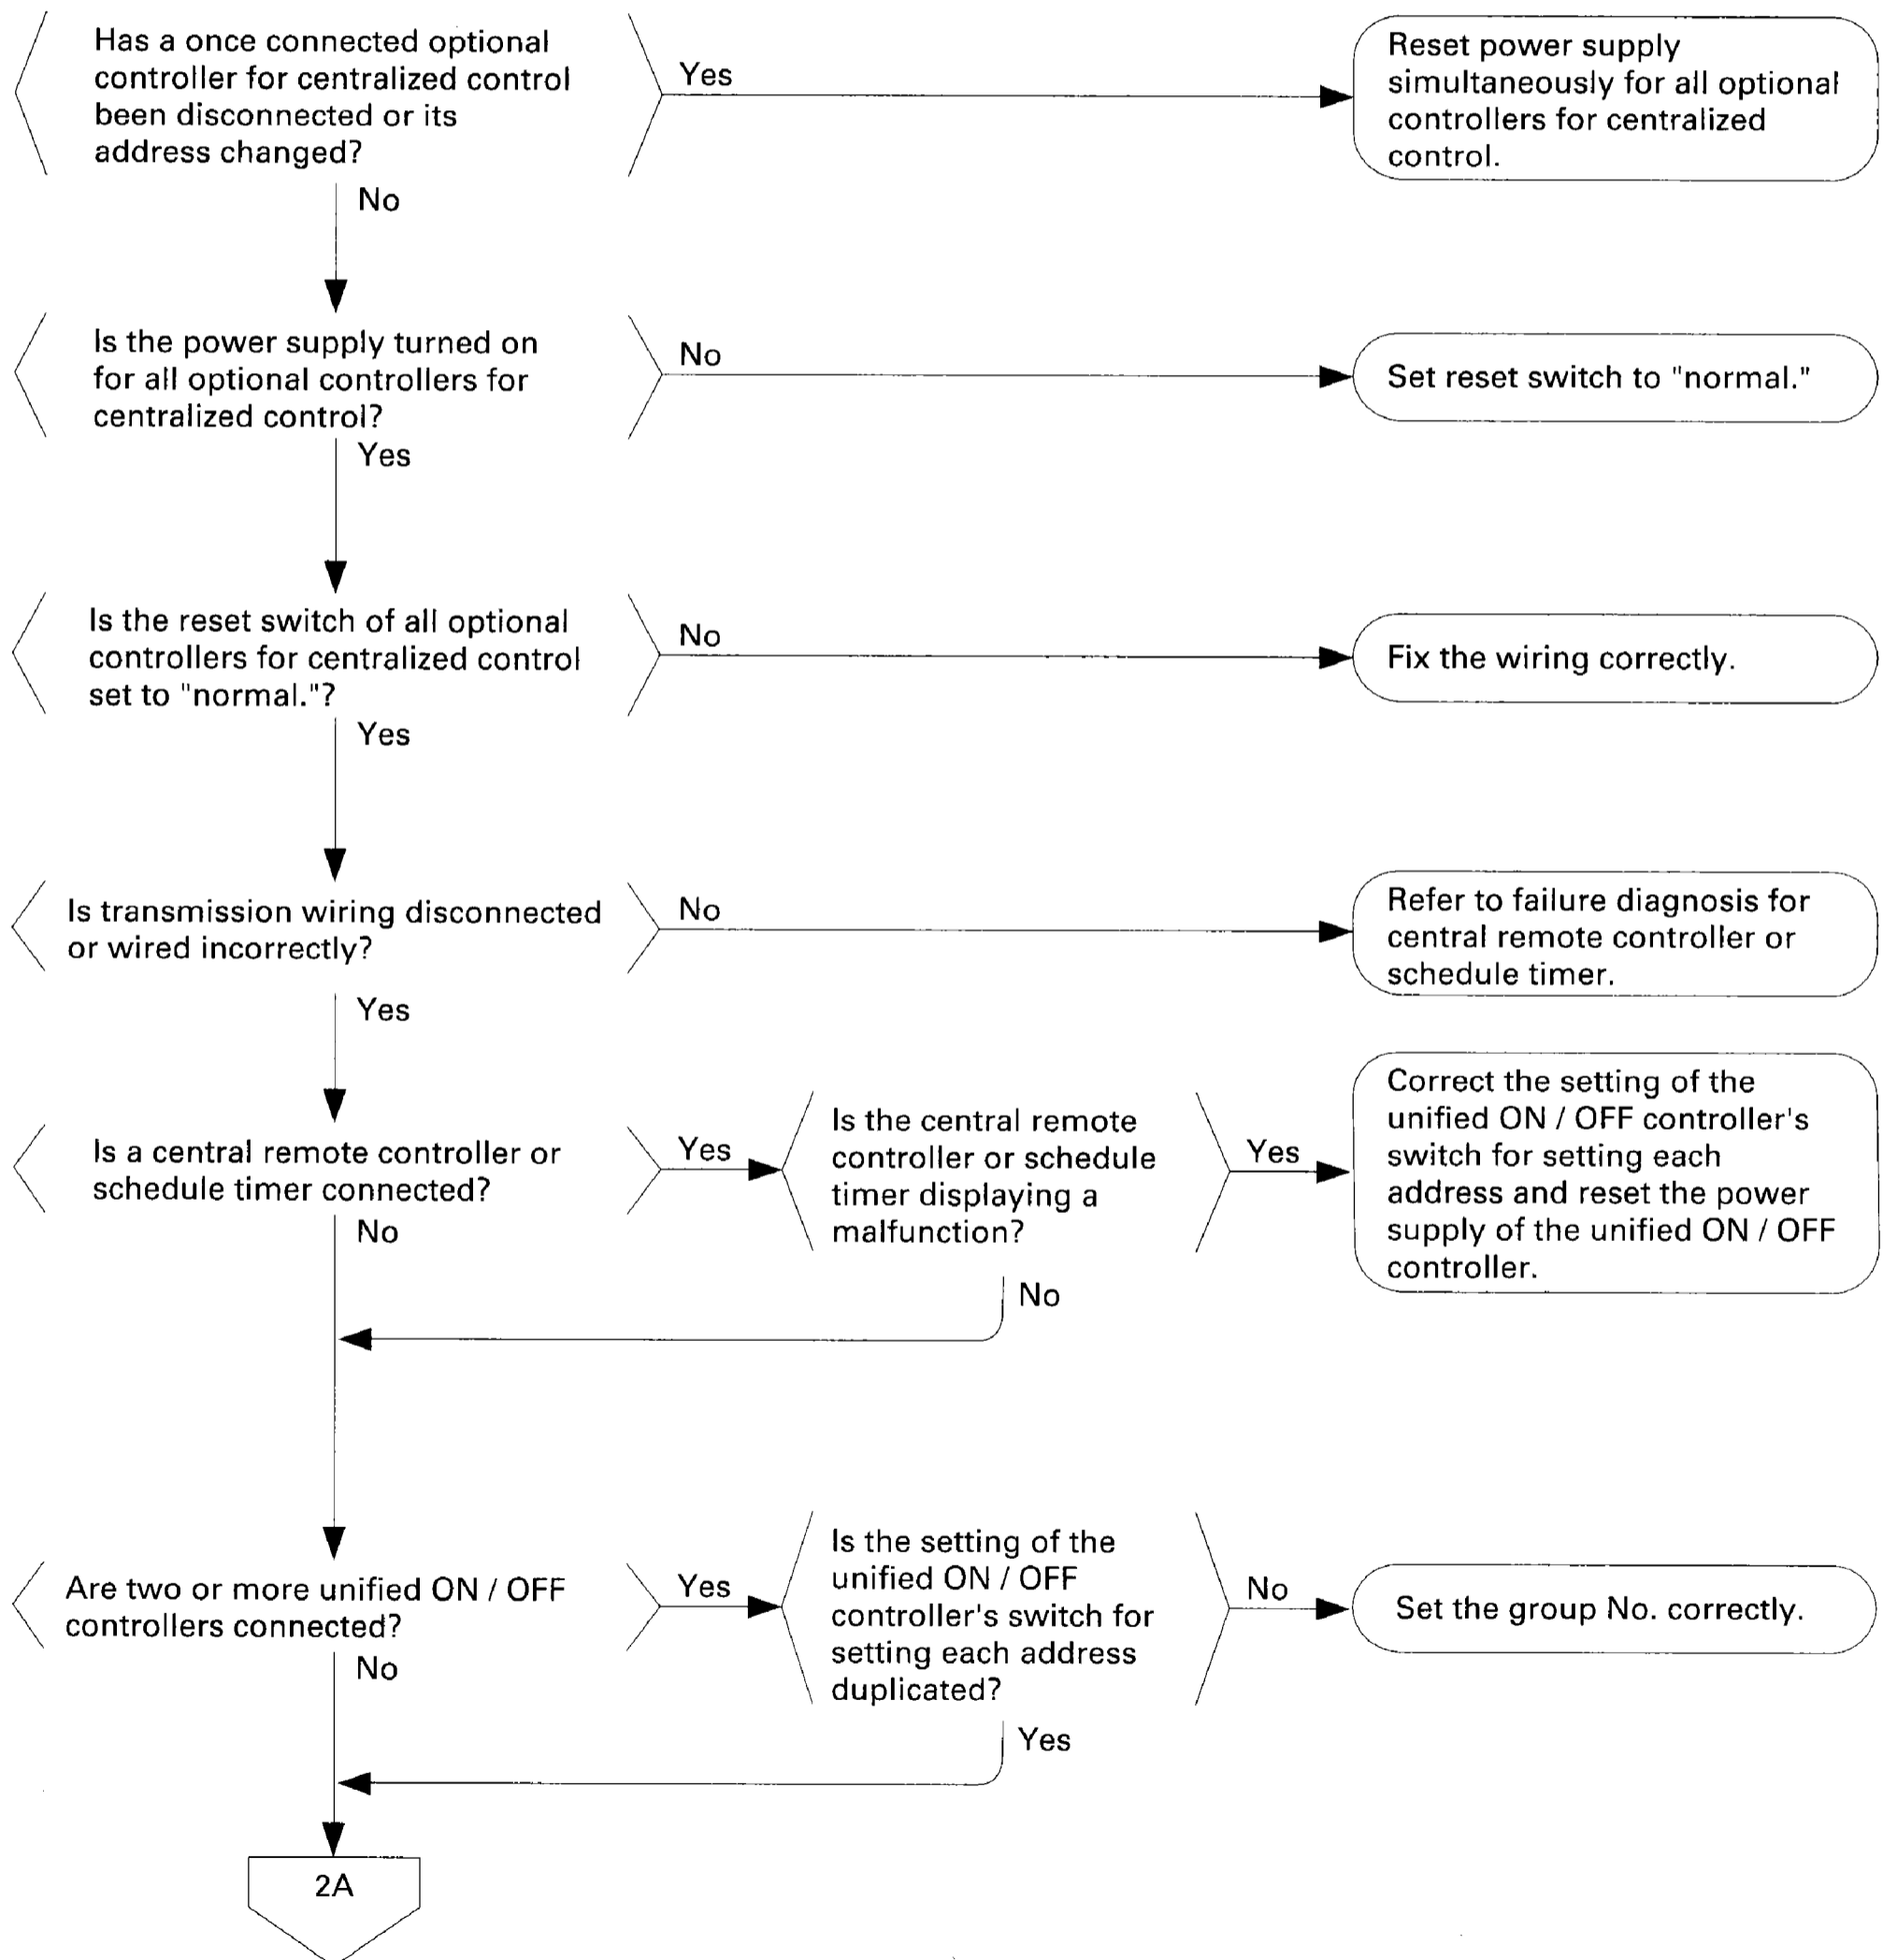 Has a once connected optional
controller for centralized control
been disconnected or its
address changed?
Yes
Reset power supply
simultaneously for all optional
controllers for centralized
control.
No
Is the power supply turned on
for all optional controllers for
centralized control?
No
Set reset switch to "normal."
Yes
Is the reset switch of all optional
controllers for centralized control
set to "normal."?
No
Fix the wiring correctly.
Yes
Is transmission wiring disconnected
or wired incorrectly?
No
Refer to failure diagnosis for
central remote controller or
schedule timer.
Yes
Is a central remote controller or
schedule timer connected?
Yes
Is the central remote
controller or schedule
timer displaying a
malfunction?
Yes
Correct the setting of the
unified ON / OFF controller's
switch for setting each
address and reset the power
supply of the unified ON / OFF
controller.
No
No
Are two or more unified ON / OFF
controllers connected?
Yes
Is the setting of the
unified ON / OFF
controller's switch for
setting each address
duplicated?
No
Set the group No. correctly.
No
Yes
2A